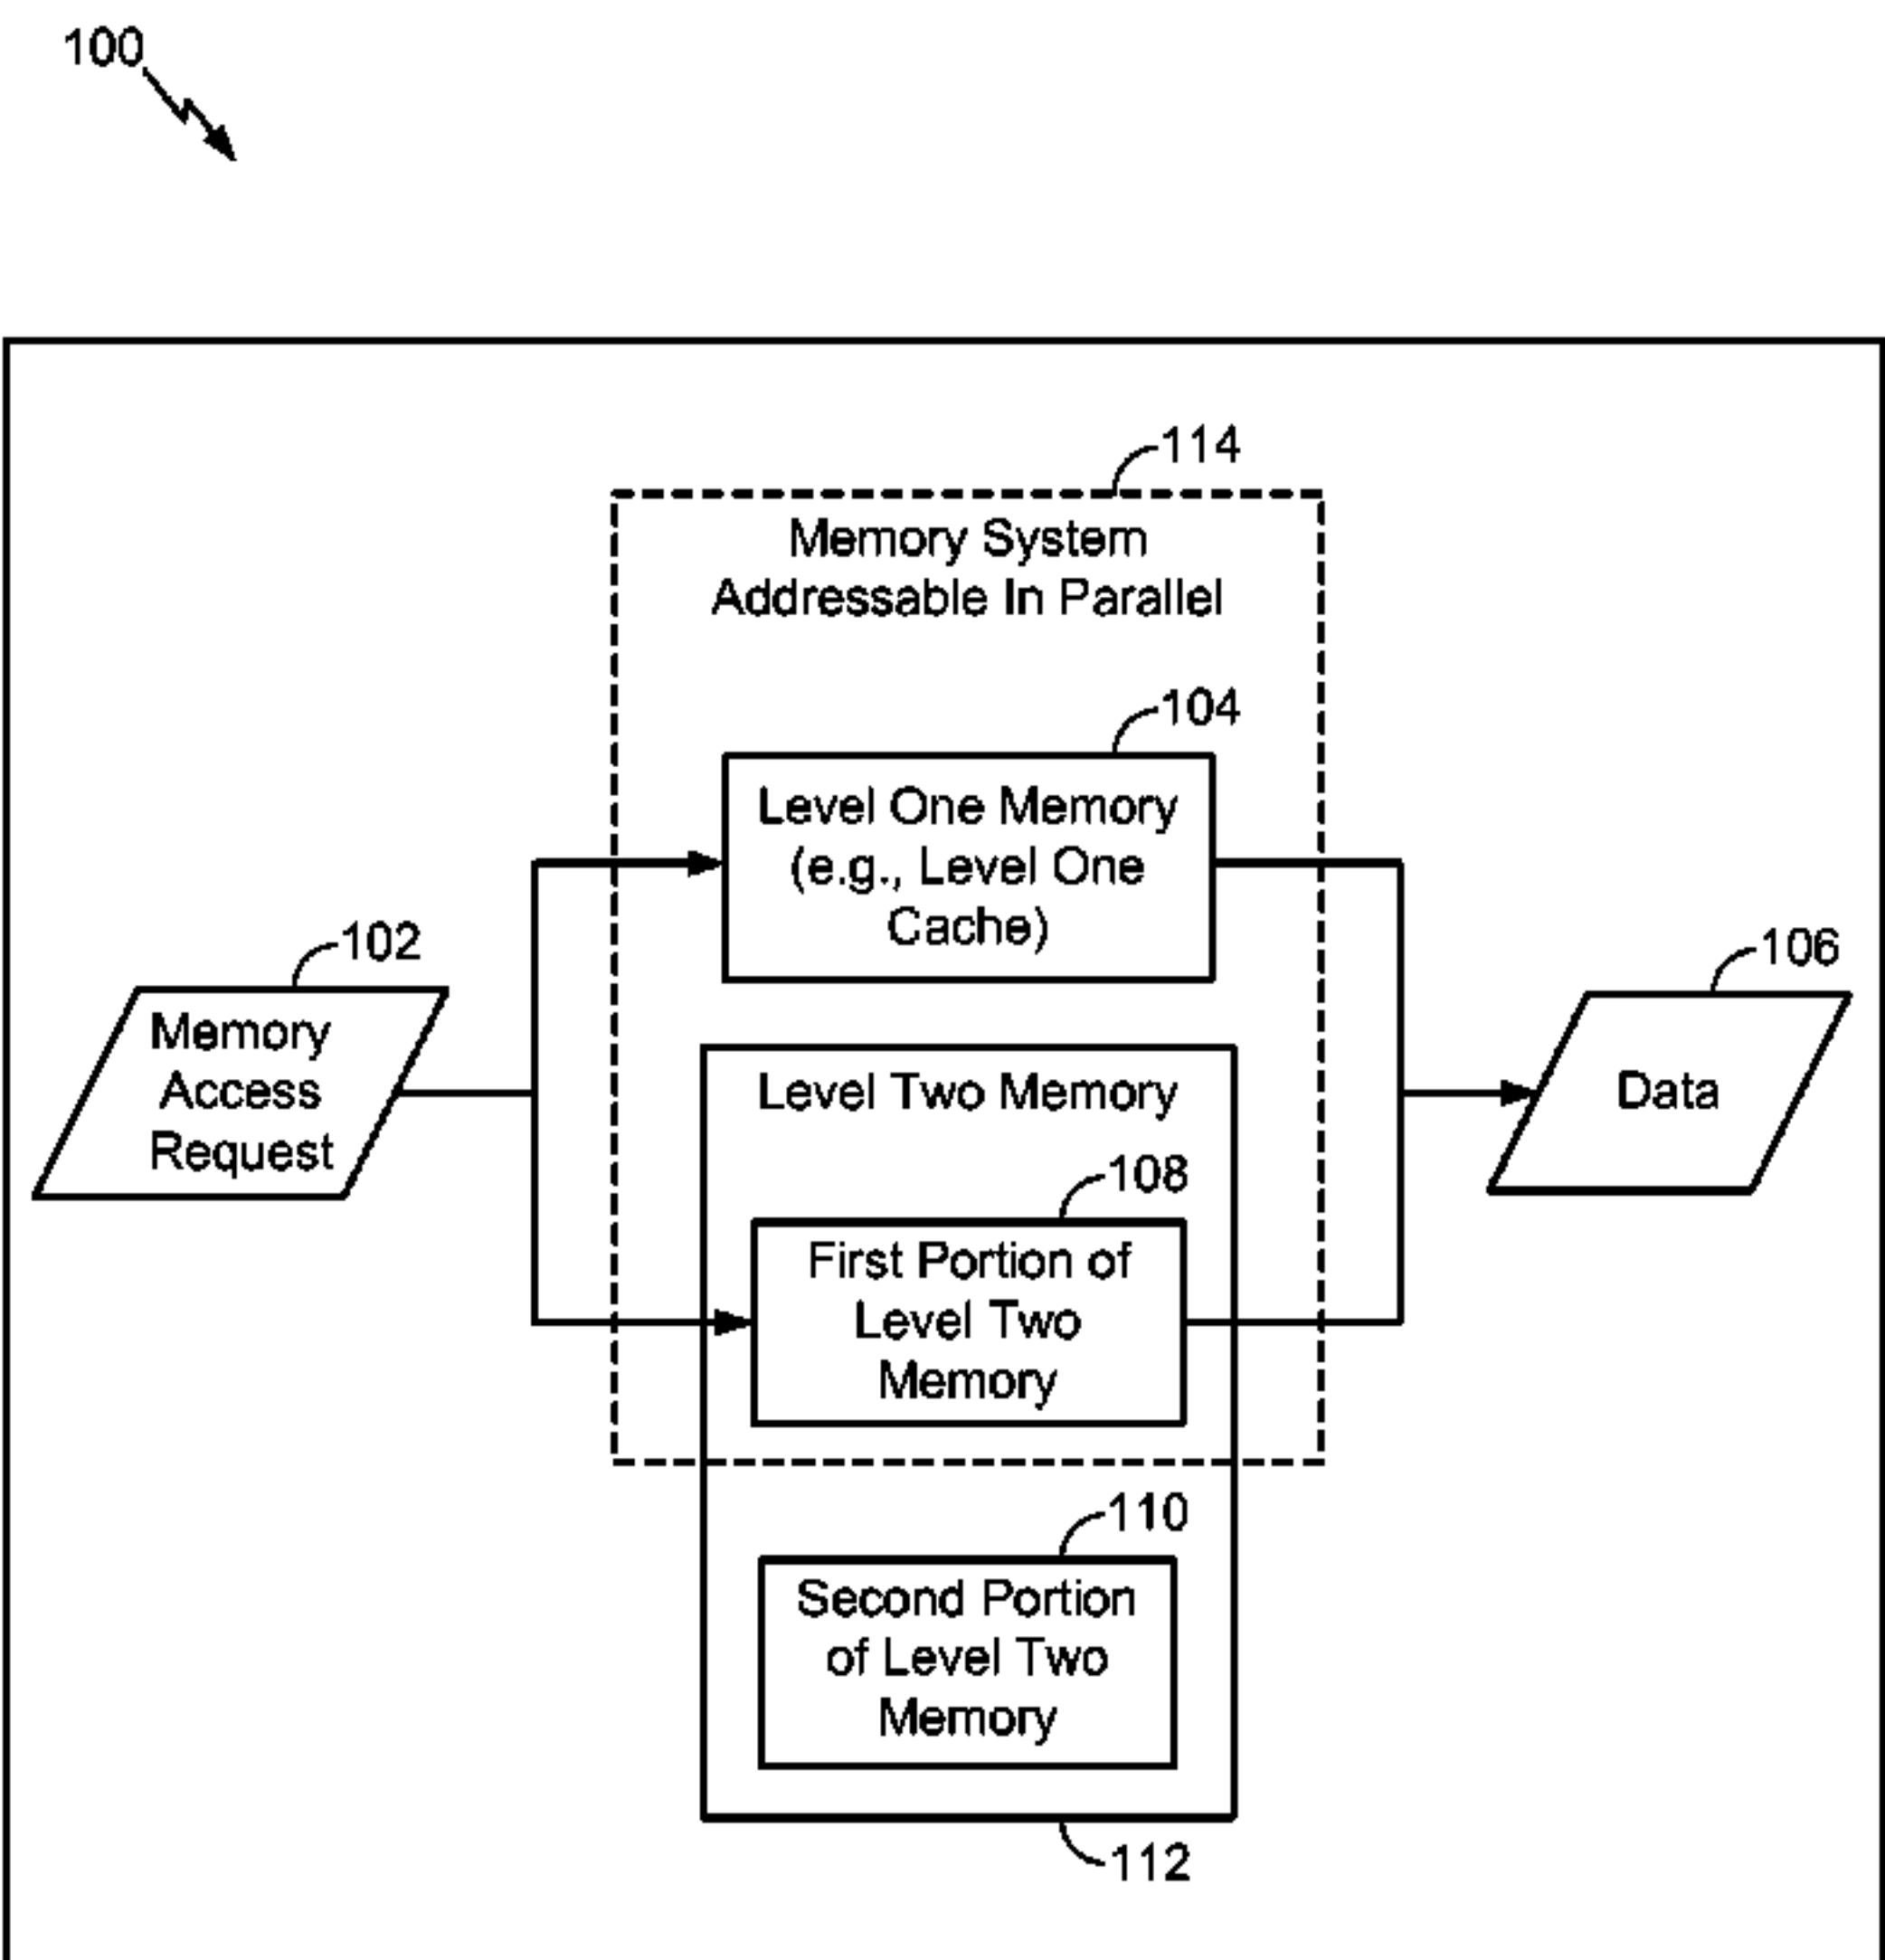 100
114
Memory System
Addressable In Parallel
104
Level One Memory
(e.g., Level One
Cache)
102
Memory
Access
Request
106
Data
Level Two Memory
108
First Portion of
Level Two
Memory
110
Second Portion
of Level Two
Memory
112